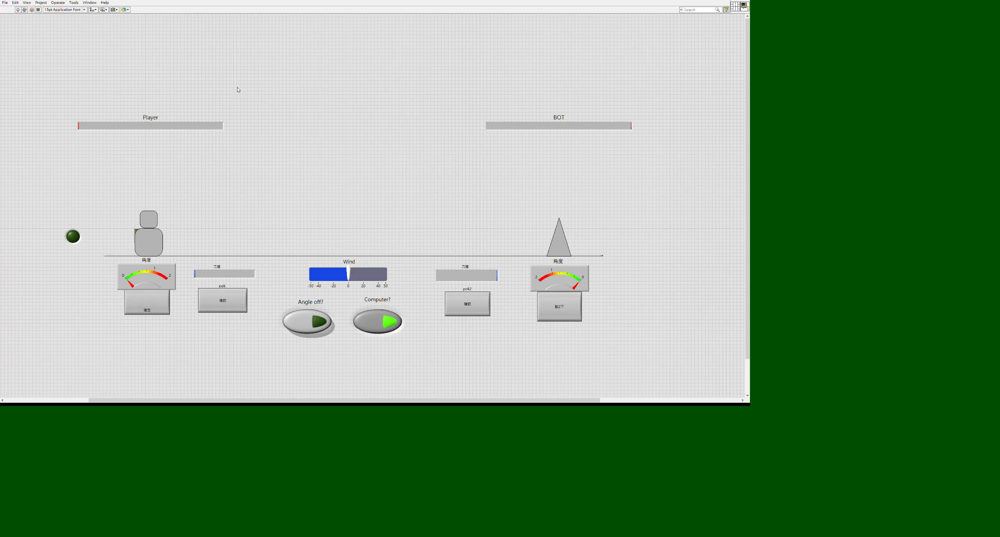 File Edit View Project Operate Tools Window Help
15pt Application Font
Search
?
2
Player
BOT
角度
0
1
2
確定
力道
pok
確認
Wind
-50 -40 -20 0 20 40 50
Angle off?
Computer?
力道
pok2
確認
角度
2
1
0
點2下